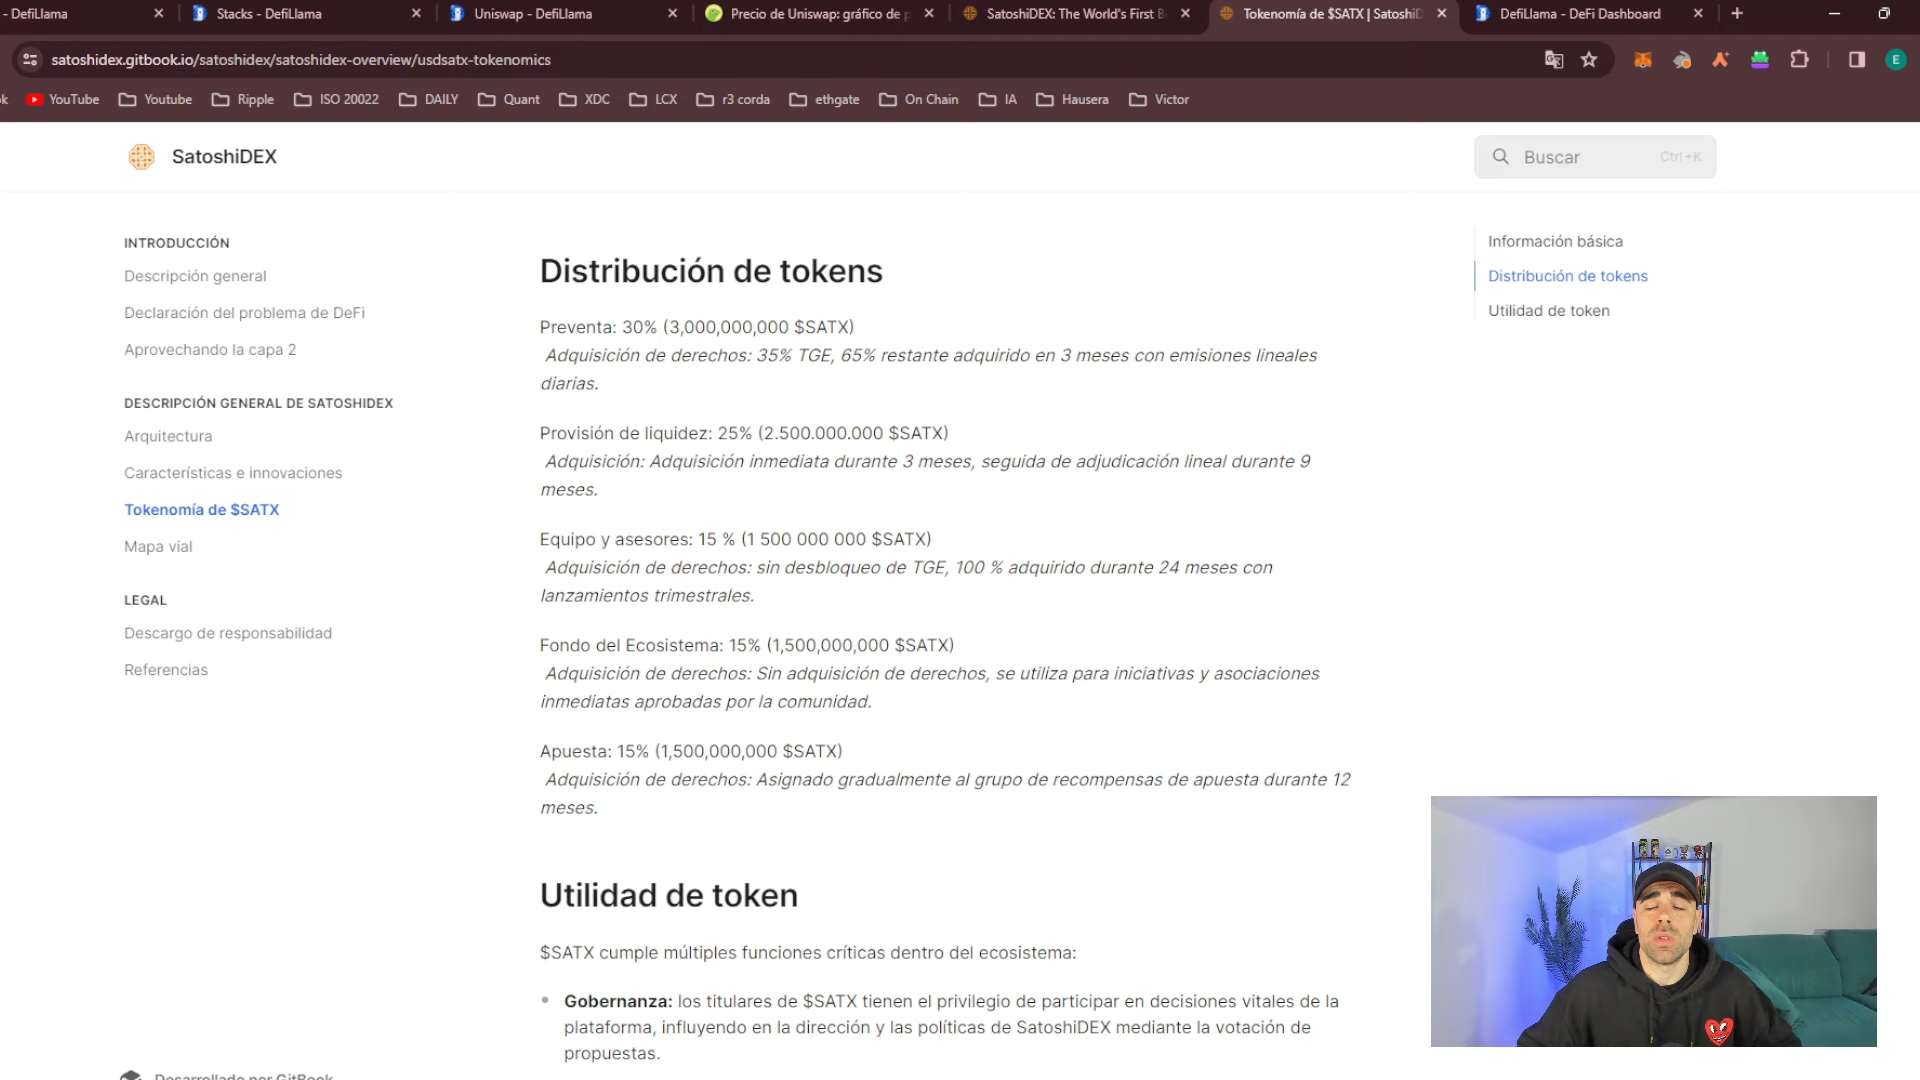 - DefiLlama
Stacks - DefiLlama
Uniswap - DefiLlama
Precio de Uniswap: gráfico de p
SatoshiDEX: The World's First B
Tokenomía de $SATX | SatoshiD
DefiLlama - DeFi Dashboard
satoshidex.gitbook.io/satoshidex/satoshidex-overview/usdsatx-tokenomics
E
k
YouTube
Youtube
Ripple
ISO 20022
DAILY
Quant
XDC
LCX
r3 corda
ethgate
On Chain
IA
Hausera
Victor
SatoshiDEX
Buscar
Ctrl+K
INTRODUCCIÓN
Descripción general
Declaración del problema de DeFi
Aprovechando la capa 2
DESCRIPCIÓN GENERAL DE SATOSHIDEX
Arquitectura
Características e innovaciones
Tokenomía de $SATX
Mapa vial
LEGAL
Descargo de responsabilidad
Referencias
Desarrollado por GitBook
Distribución de tokens
Preventa: 30% (3,000,000,000 $SATX)
Adquisición de derechos: 35% TGE, 65% restante adquirido en 3 meses con emisiones lineales
diarias.
Provisión de liquidez: 25% (2.500.000.000 $SATX)
Adquisición: Adquisición inmediata durante 3 meses, seguida de adjudicación lineal durante 9
meses.
Equipo y asesores: 15 % (1 500 000 000 $SATX)
Adquisición de derechos: sin desbloqueo de TGE, 100 % adquirido durante 24 meses con
lanzamientos trimestrales.
Fondo del Ecosistema: 15% (1,500,000,000 $SATX)
Adquisición de derechos: Sin adquisición de derechos, se utiliza para iniciativas y asociaciones
inmediatas aprobadas por la comunidad.
Apuesta: 15% (1,500,000,000 $SATX)
Adquisición de derechos: Asignado gradualmente al grupo de recompensas de apuesta durante 12
meses.
Utilidad de token
$SATX cumple múltiples funciones críticas dentro del ecosistema:
Gobernanza: los titulares de $SATX tienen el privilegio de participar en decisiones vitales de la
plataforma, influyendo en la dirección y las políticas de SatoshiDEX mediante la votación de
propuestas.
Información básica
Distribución de tokens
Utilidad de token